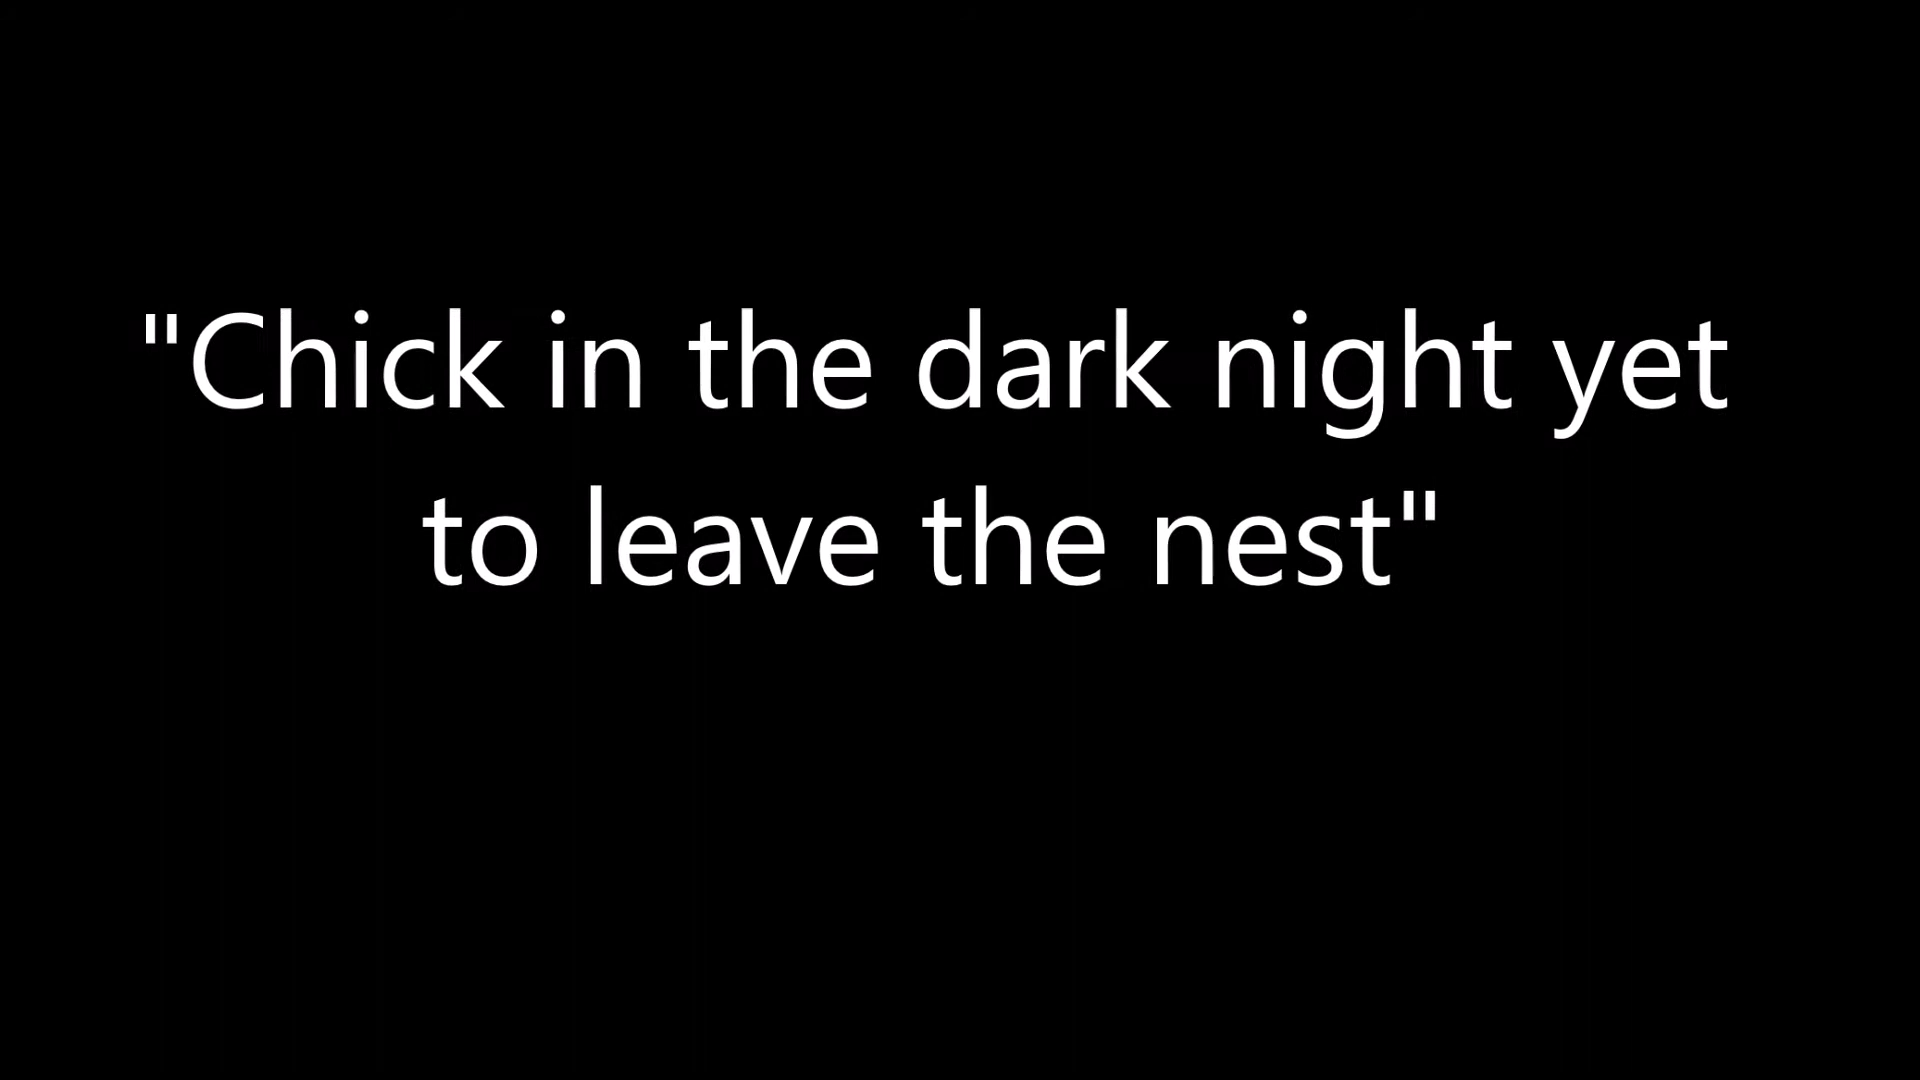 "Chick in the dark night yet
to leave the nest"